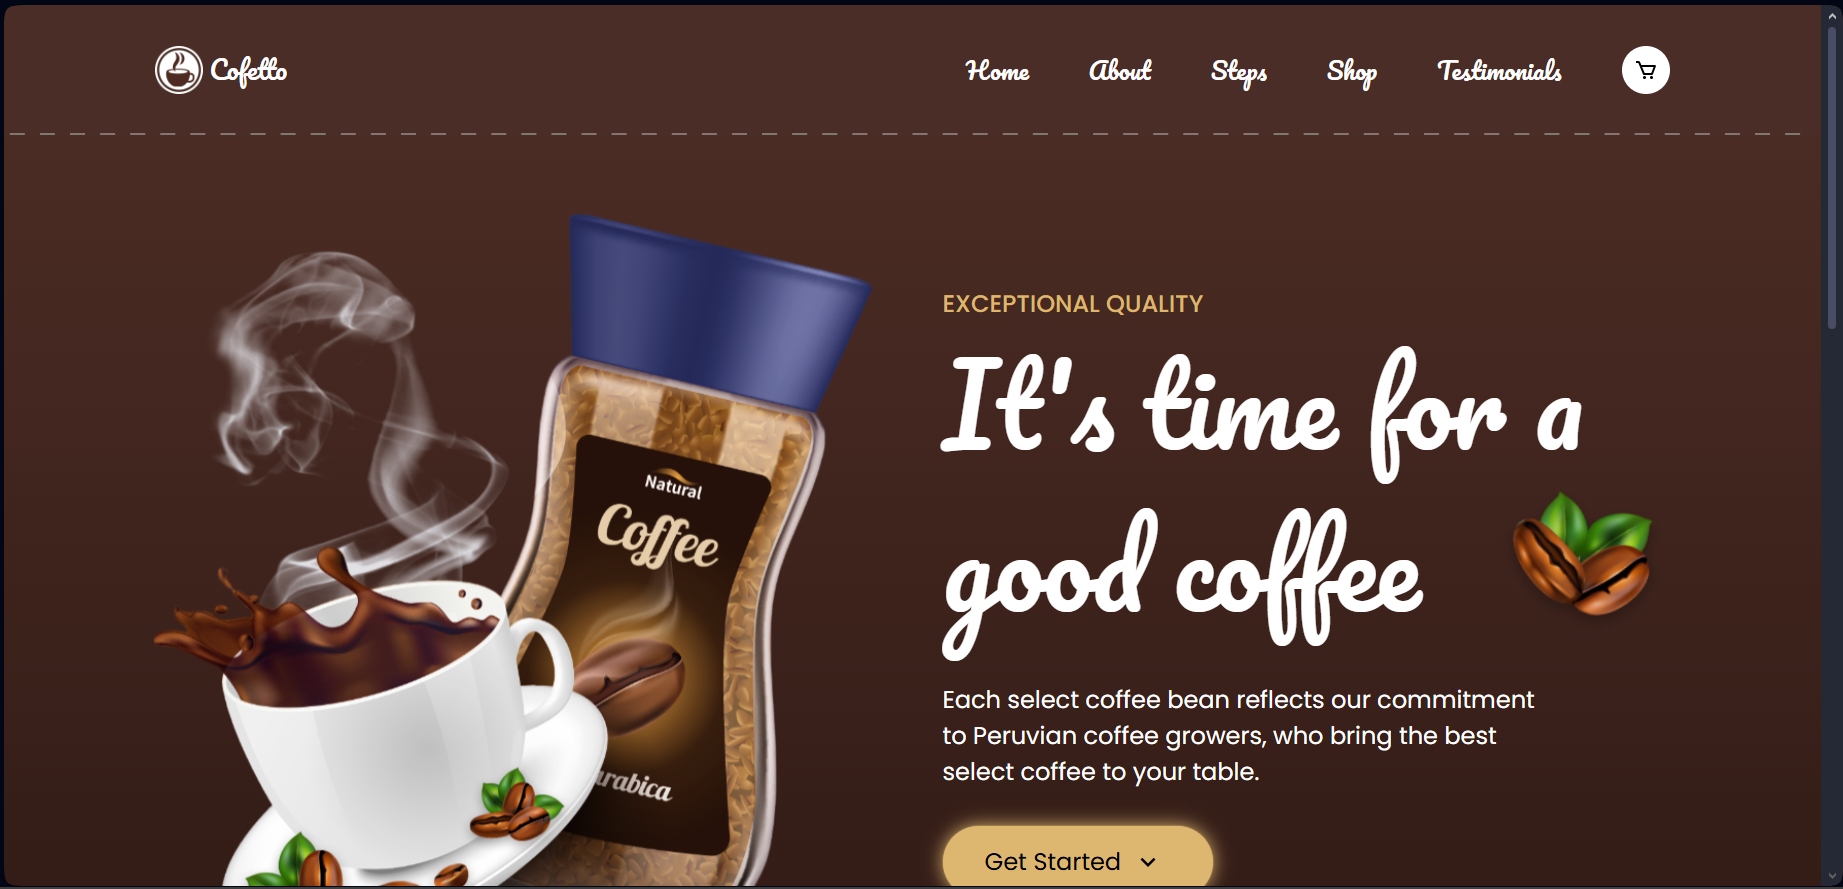 Cofetto
Home
About
Steps
Shop
Testimonials
EXCEPTIONAL QUALITY
It's time for a
good coffee
Each select coffee bean reflects our commitment
to Peruvian coffee growers, who bring the best
select coffee to your table.
Get Started
Natural
Coffee
rabica